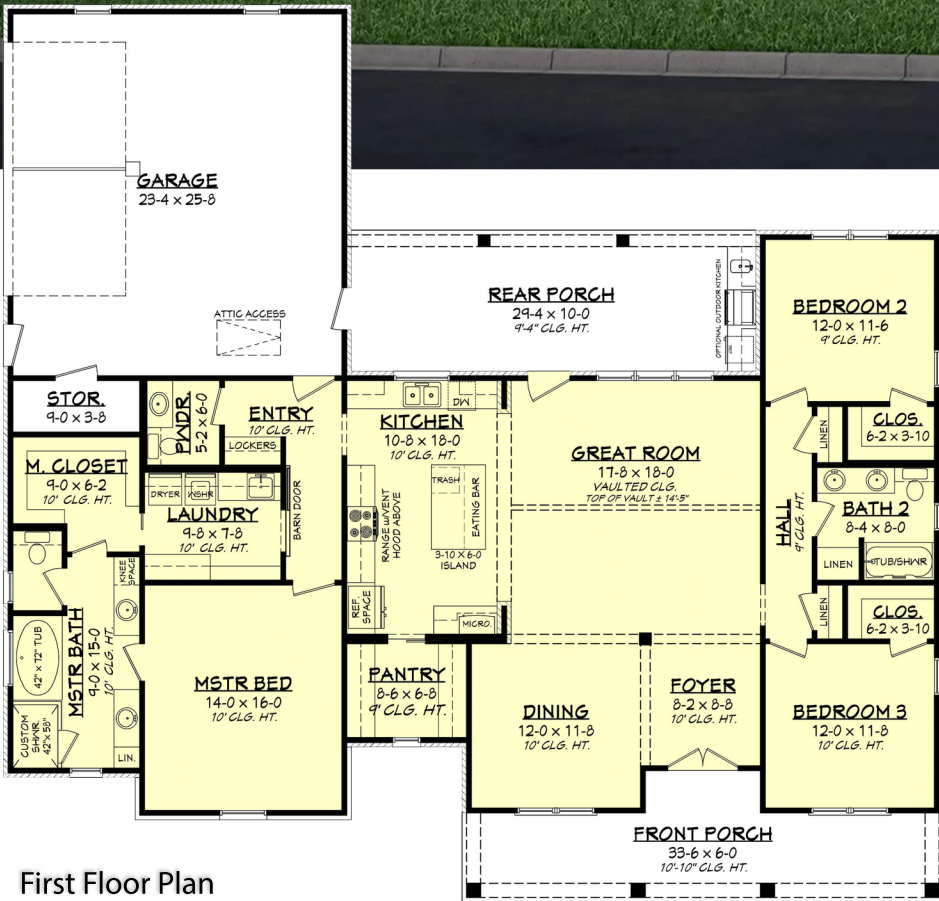 GARAGE
23-4 x 25-8
ATTIC ACCESS
REAR PORCH
29-4 x 10-0
9'-4" CLG. HT.
OPTIONAL OUTDOOR KITCHEN
BEDROOM 2
12-0 x 11-6
9' CLG. HT.
STOR.
9-0 x 3-8
PWDR.
5-2 x 6-0
ENTRY
10' CLG. HT.
LOCKERS
KITCHEN
10-8 x 18-0
10' CLG. HT.
DW
TRASH
EATING BAR
RANGE w/VENT
HOOD ABOVE
3-10 x 6-0
ISLAND
REF.
SPACE
MICRO.
GREAT ROOM
17-8 x 18-0
VAULTED CLG.
TOP OF VAULT ± 14'-5"
LINEN
CLOS.
6-2 x 3-10
HALL
9' CLG. HT.
BATH 2
8-4 x 8-0
LINEN
TUB/SHWR
LINEN
CLOS.
6-2 x 3-10
M. CLOSET
9-0 x 6-2
10' CLG. HT.
DRYER
WSHR
LAUNDRY
9-8 x 7-8
10' CLG. HT.
BARN DOOR
KNEE
SPACE
MSTR BATH
9-0 x 15-0
10' CLG. HT.
42" x 72" TUB
CUSTOM
SHWR.
42"x58"
LIN.
MSTR BED
14-0 x 16-0
10' CLG. HT.
PANTRY
8-6 x 6-8
9' CLG. HT.
DINING
12-0 x 11-8
10' CLG. HT.
FOYER
8-2 x 8-8
10' CLG. HT.
BEDROOM 3
12-0 x 11-8
10' CLG. HT.
FRONT PORCH
33-6 x 6-0
10'-10" CLG. HT.
First Floor Plan